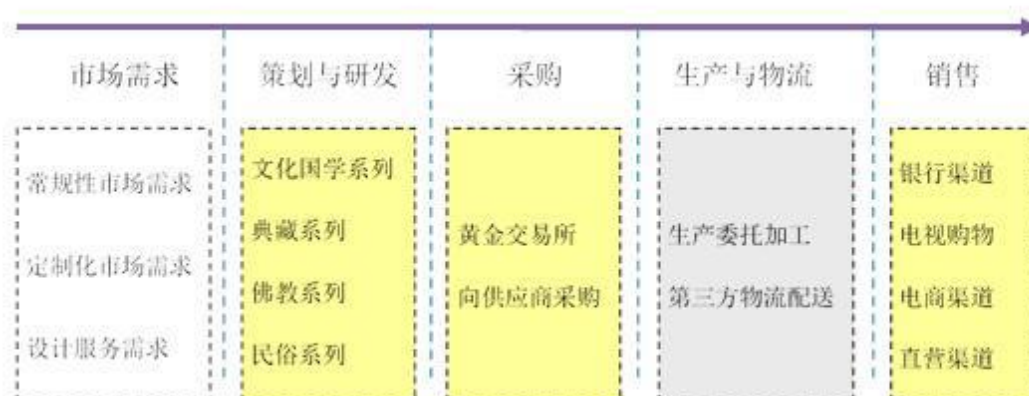 市场需求
策划与研发
采购
生产与物流
销售
常规性市场需求
定制化市场需求
设计服务需求
文化国学系列
典藏系列
佛教系列
民俗系列
黄金交易所
向供应商采购
生产委托加工
第三方物流配送
银行渠道
电视购物
电商渠道
直营渠道